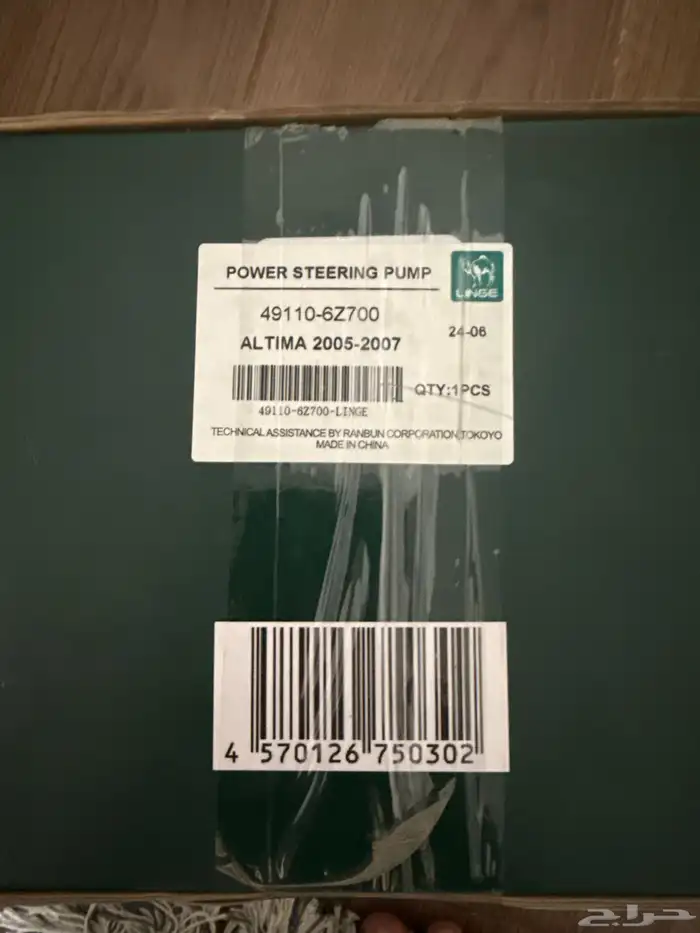 POWER STEERING PUMP
LINGE
49110-6Z700
24-06
ALTIMA 2005-2007
QTY:1PCS
49110-6Z700-LINGE
TECHNICAL ASSISTANCE BY RANBUN CORPORATION,TOKOYO
MADE IN CHINA
4 570126 750302
حراج